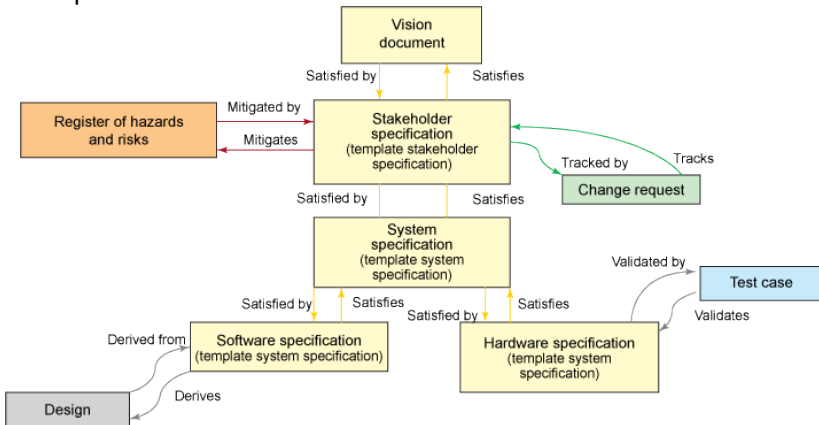 Vision
document
Satisfied by
Satisfies
Register of hazards
and risks
Mitigated by
Mitigates
Stakeholder
specification
(template stakeholder
specification)
Tracked by
Tracks
Change request
Satisfied by
Satisfies
System
specification
(template system
specification)
Validated by
Test case
Validates
Satisfied by
Satisfies
Satisfied by
Satisfies
Derived from
Software specification
(template system specification)
Hardware specification
(template system
specification)
Derives
Design